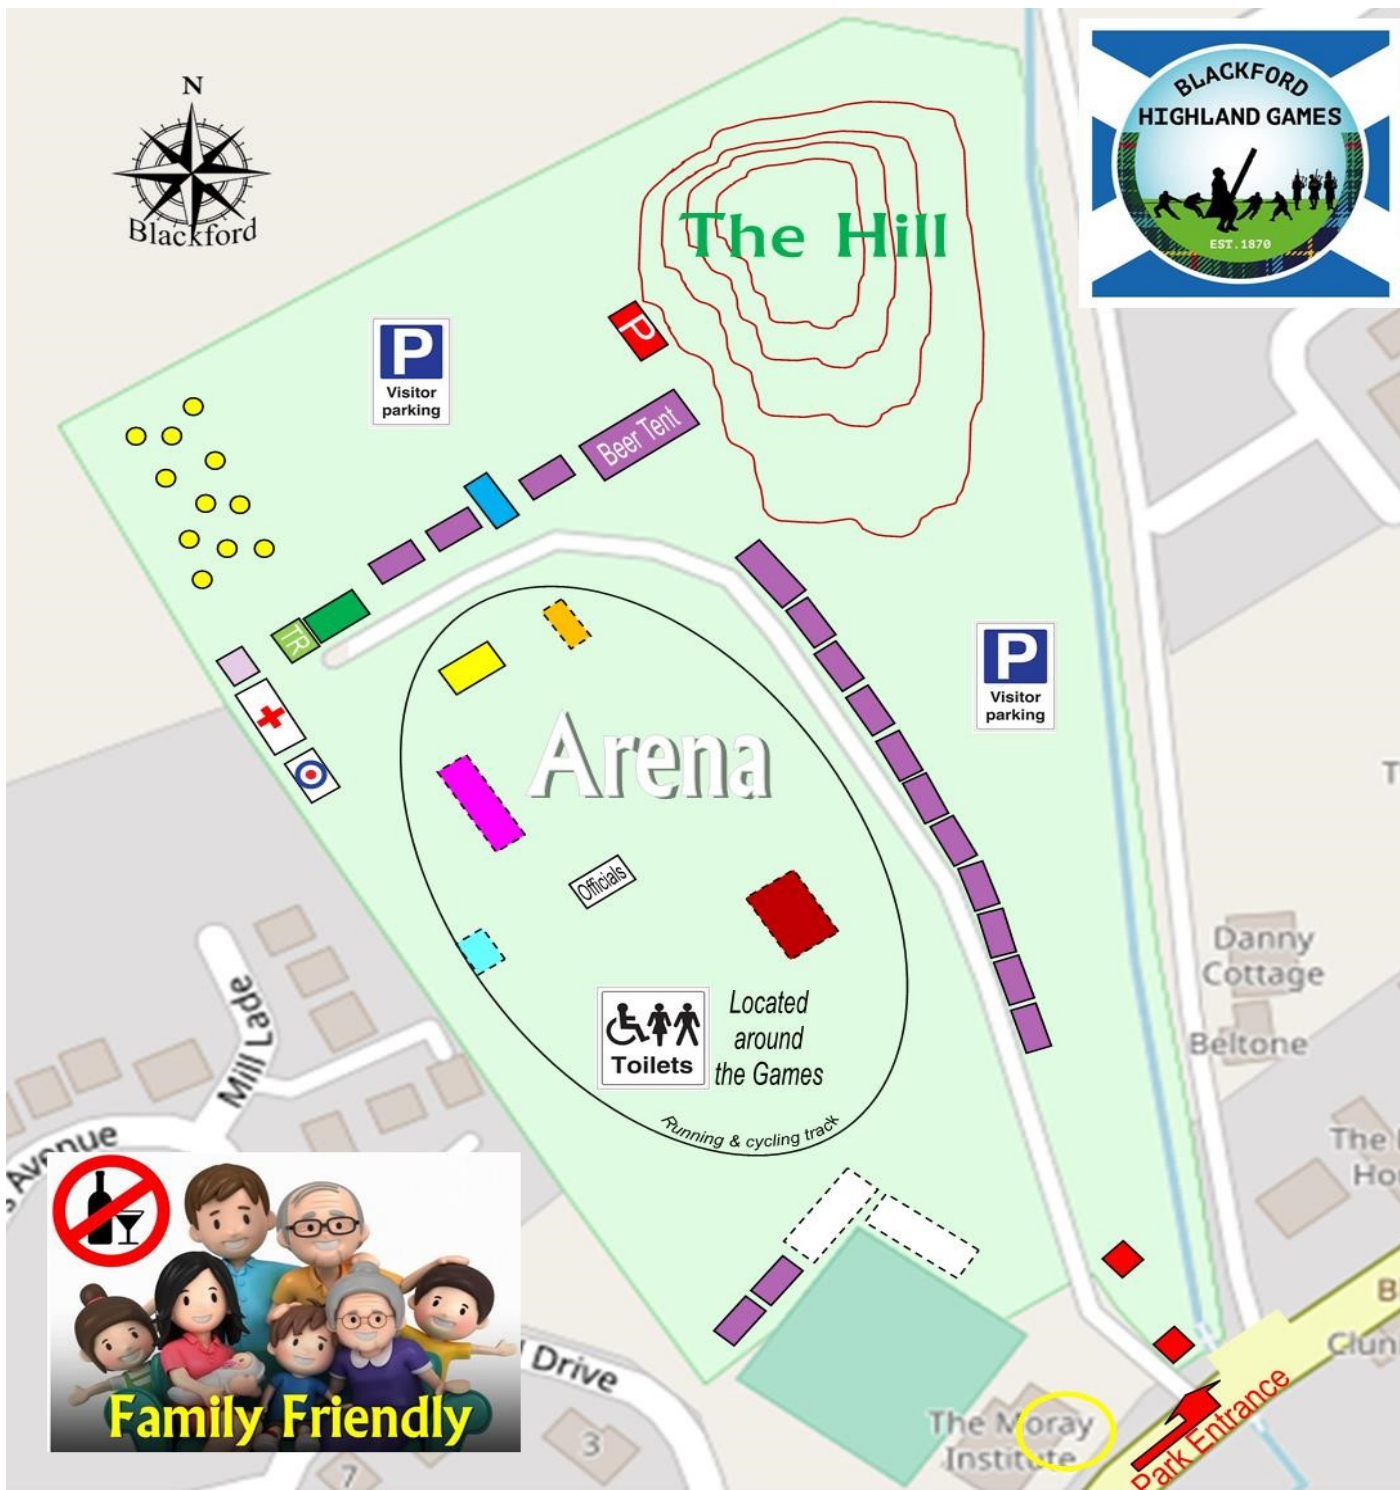 N
Blackford
BLACKFORD
HIGHLAND GAMES
EST.1870
The Hill
P
P
Visitor
parking
Beer Tent
TR
P
Visitor
parking
Arena
Officials
Toilets
Located
around
the Games
Running & cycling track
Danny
Cottage
Beltone
Mill Lade
Avenue
Drive
3
7
Family Friendly
The Moray
Institute
Park Entrance